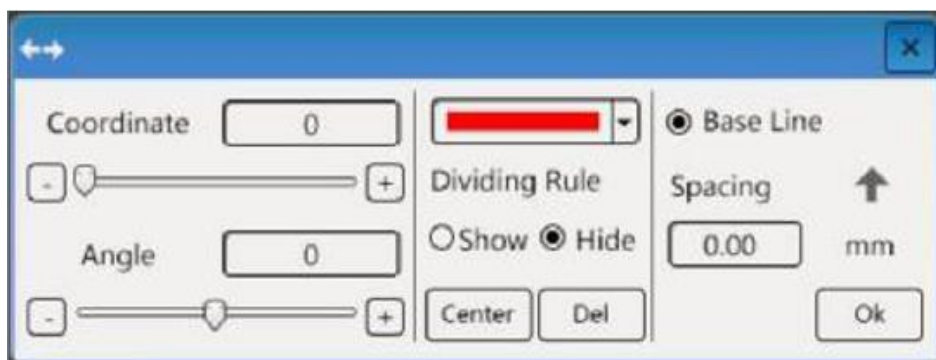 Coordinate 0
- +
Angle 0
- +
Dividing Rule
Show Hide
Center Del
Base Line
Spacing
0.00 mm
Ok